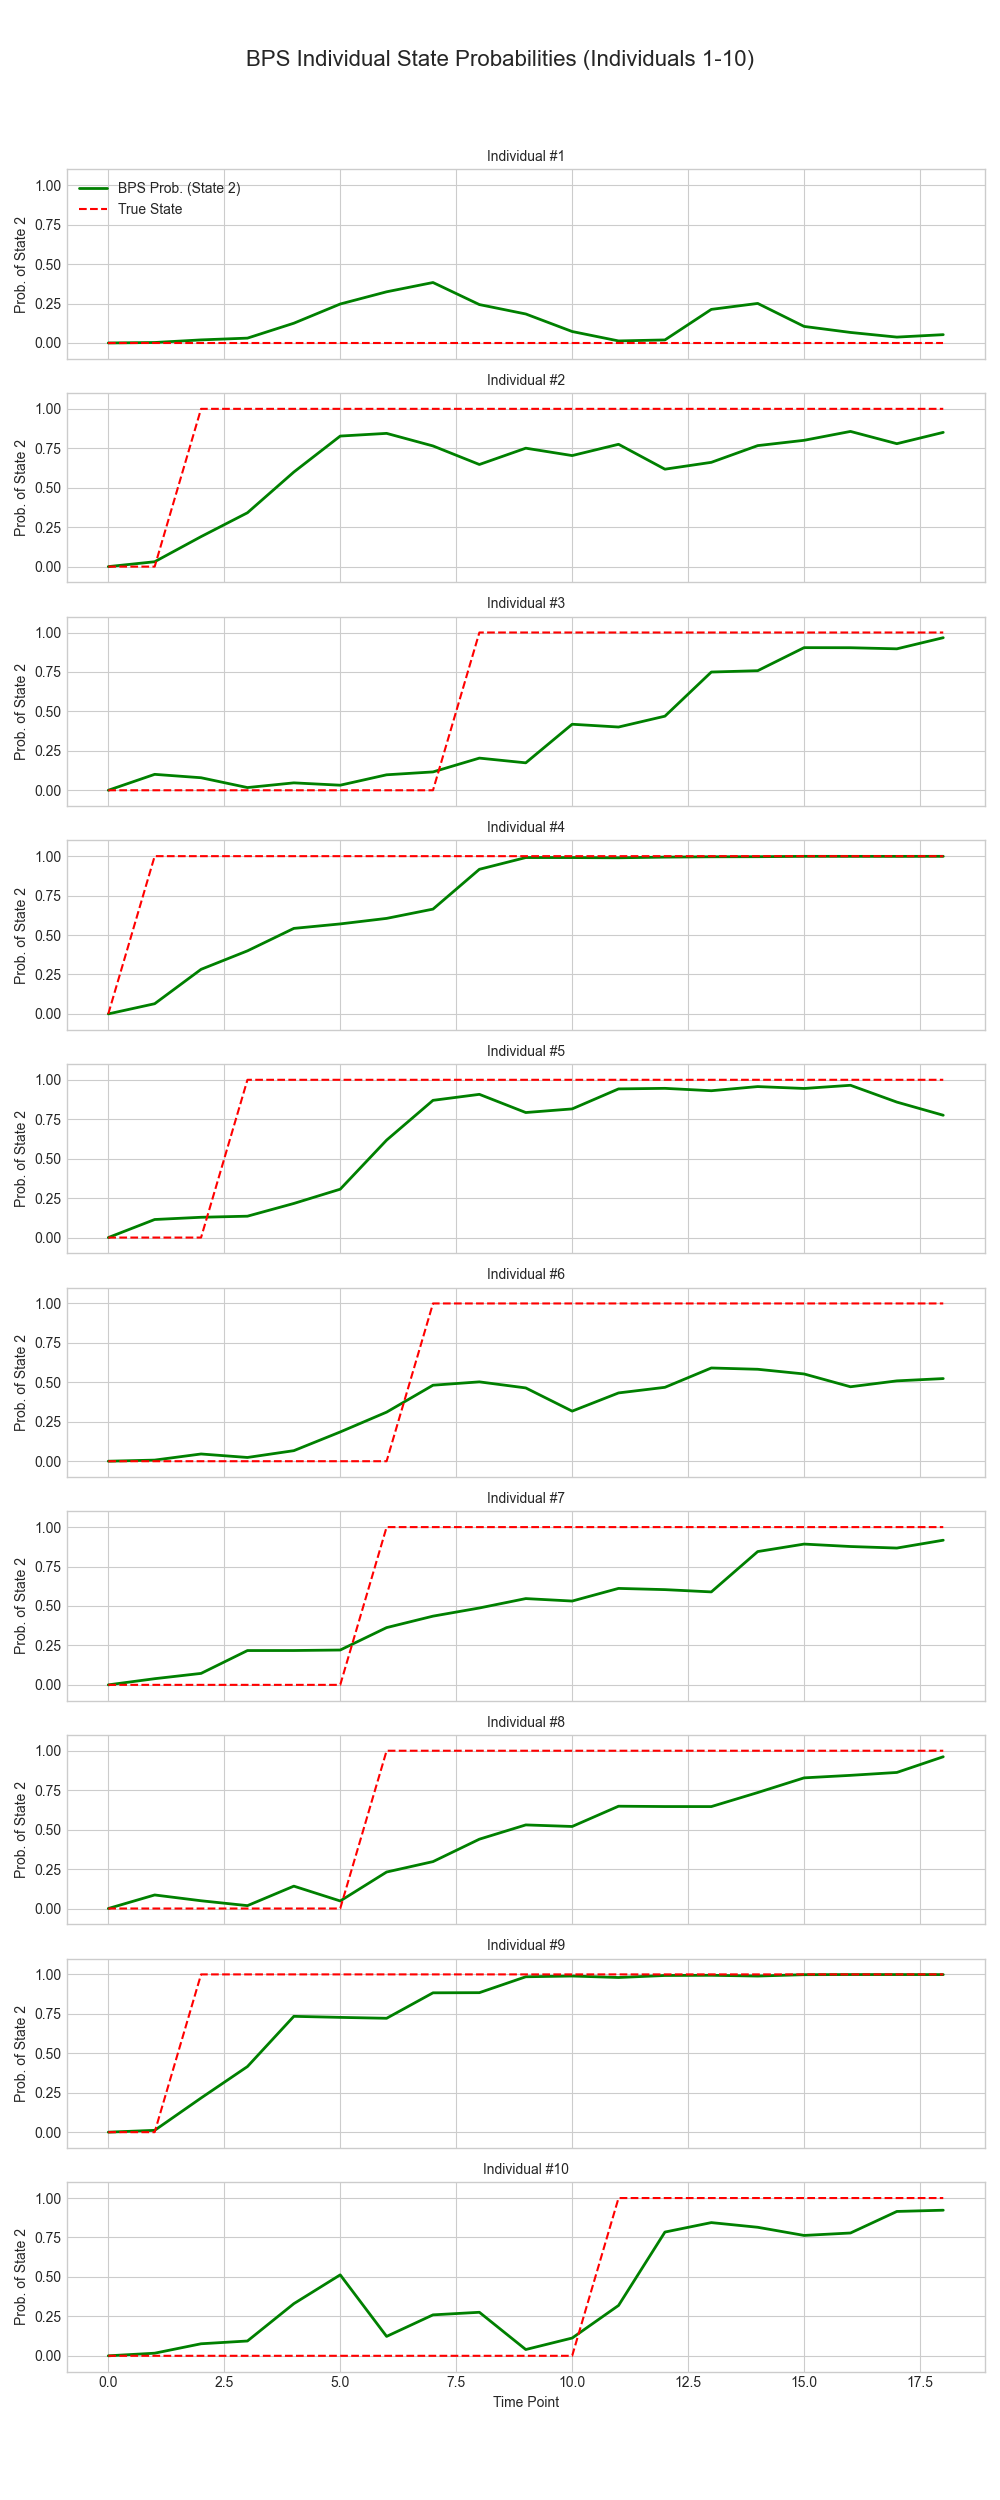 BPS Individual State Probabilities (Individuals 1-10)
Individual #1
BPS Prob. (State 2)
True State
Prob. of State 2
1.00
0.75
0.50
0.25
0.00
Individual #2
Prob. of State 2
1.00
0.75
0.50
0.25
0.00
Individual #3
Prob. of State 2
1.00
0.75
0.50
0.25
0.00
Individual #4
Prob. of State 2
1.00
0.75
0.50
0.25
0.00
Individual #5
Prob. of State 2
1.00
0.75
0.50
0.25
0.00
Individual #6
Prob. of State 2
1.00
0.75
0.50
0.25
0.00
Individual #7
Prob. of State 2
1.00
0.75
0.50
0.25
0.00
Individual #8
Prob. of State 2
1.00
0.75
0.50
0.25
0.00
Individual #9
Prob. of State 2
1.00
0.75
0.50
0.25
0.00
Individual #10
Prob. of State 2
1.00
0.75
0.50
0.25
0.00
0.0 2.5 5.0 7.5 10.0 12.5 15.0 17.5
Time Point